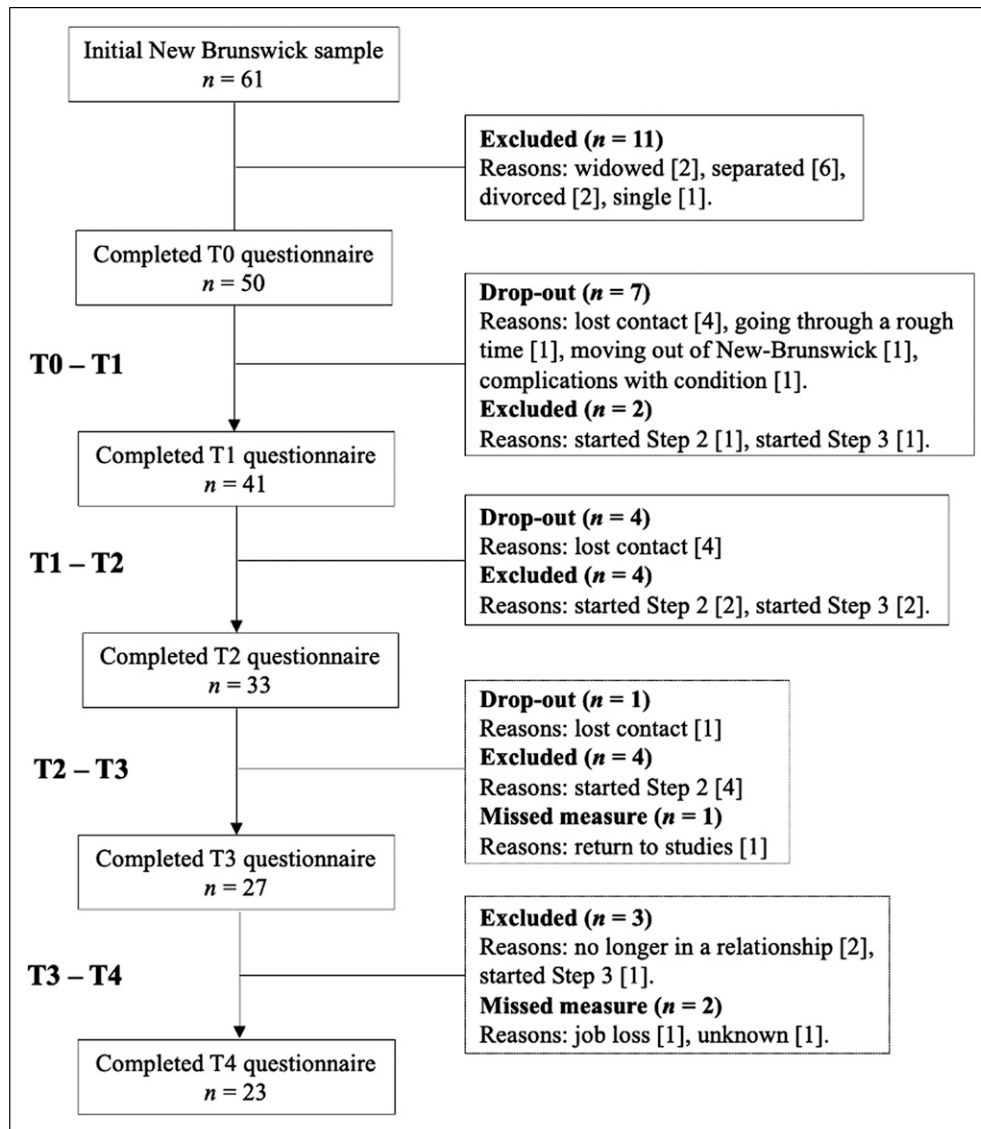 Initial New Brunswick sample
n = 61
Excluded (n = 11)
Reasons: widowed [2], separated [6],
divorced [2], single [1].
Completed T0 questionnaire
n = 50
Drop-out (n = 7)
Reasons: lost contact [4], going through a rough
time [1], moving out of New-Brunswick [1],
complications with condition [1].
Excluded (n = 2)
Reasons: started Step 2 [1], started Step 3 [1].
T0 – T1
Completed T1 questionnaire
n = 41
Drop-out (n = 4)
Reasons: lost contact [4]
Excluded (n = 4)
Reasons: started Step 2 [2], started Step 3 [2].
T1 – T2
Completed T2 questionnaire
n = 33
Drop-out (n = 1)
Reasons: lost contact [1]
Excluded (n = 4)
Reasons: started Step 2 [4]
Missed measure (n = 1)
Reasons: return to studies [1]
T2 – T3
Completed T3 questionnaire
n = 27
Excluded (n = 3)
Reasons: no longer in a relationship [2],
started Step 3 [1].
Missed measure (n = 2)
Reasons: job loss [1], unknown [1].
T3 – T4
Completed T4 questionnaire
n = 23